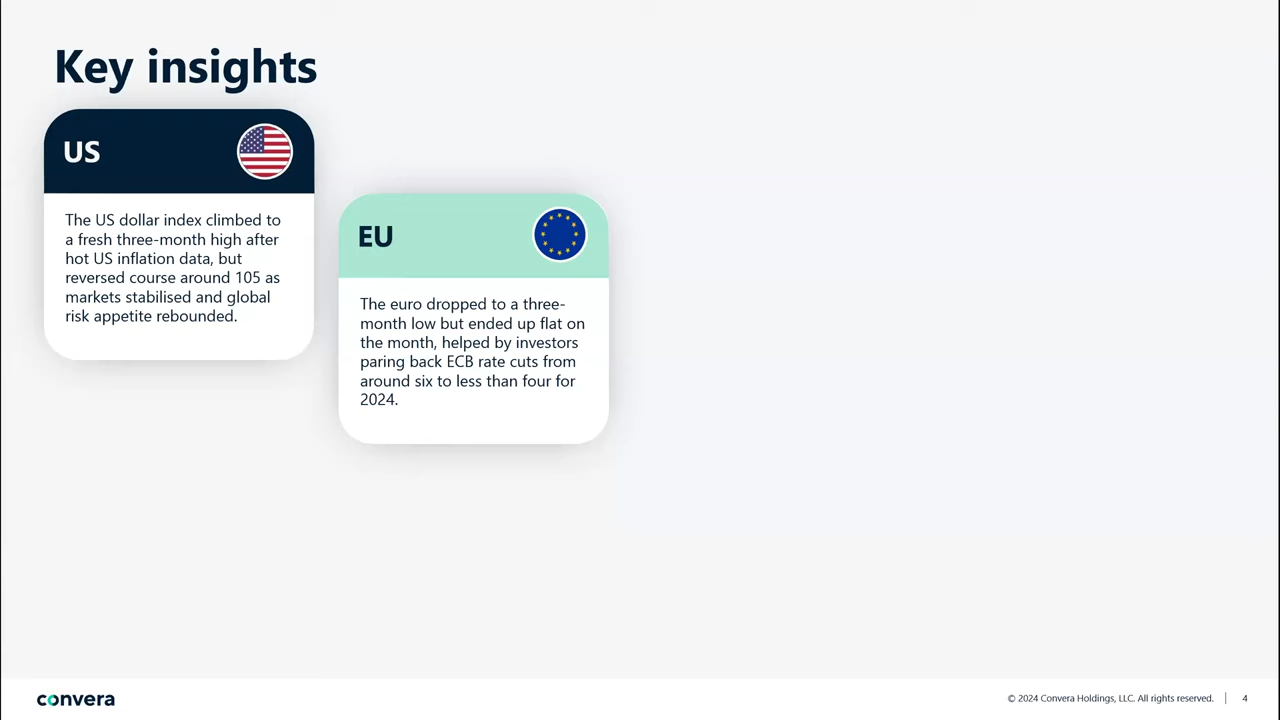 Key insights
US
The US dollar index climbed to
a fresh three-month high after
hot US inflation data, but
reversed course around 105 as
markets stabilised and global
risk appetite rebounded.
EU
The euro dropped to a three-
month low but ended up flat on
the month, helped by investors
paring back ECB rate cuts from
around six to less than four for
2024.
convera
© 2024 Convera Holdings, LLC. All rights reserved.
4